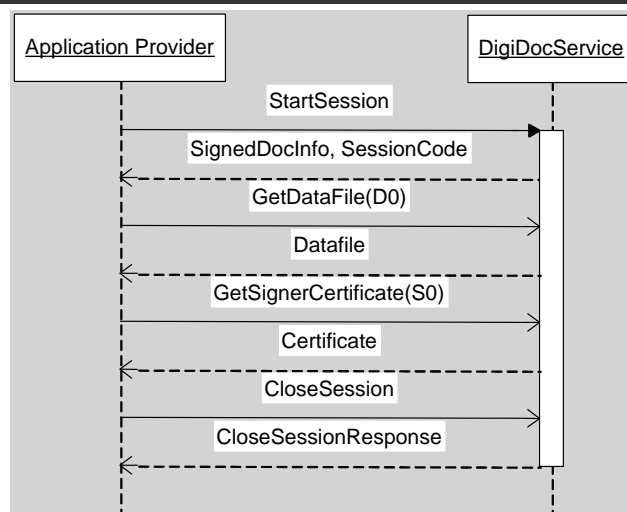 Application Provider
DigiDocService
StartSession
SignedDocInfo, SessionCode
GetDataFile(D0)
Datafile
GetSignerCertificate(S0)
Certificate
CloseSession
CloseSessionResponse